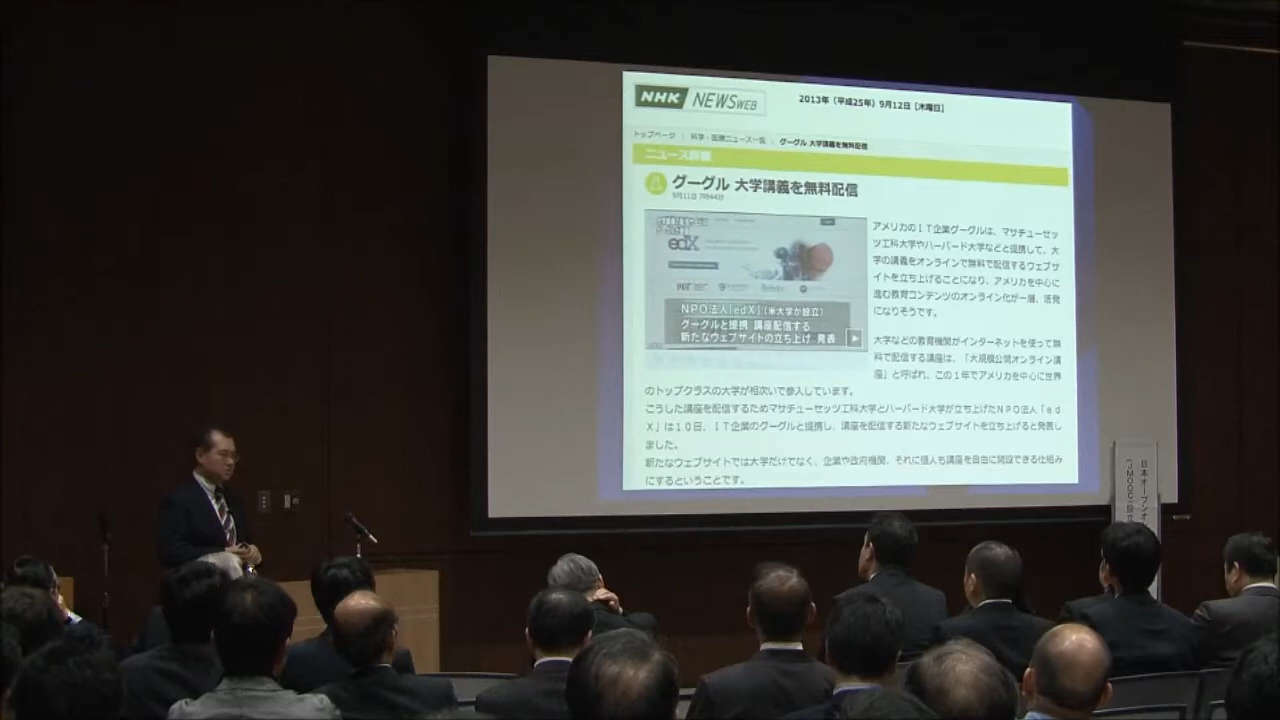 NHK NEWS WEB
2013年（平成25年）9月12日［木曜日］
トップページ
科学・医療ニュース一覧
グーグル 大学講義を無料配信
ニュース詳細
グーグル 大学講義を無料配信
9月11日 7時44分
edX
NPO法人「edX」（米大学が設立）
グーグルと提携 講座配信する
新たなウェブサイトの立ち上げ 発表
アメリカのＩＴ企業グーグルは、マサチューセッ
ツ工科大学やハーバード大学などと提携して、大
学の講義をオンラインで無料で配信するウェブサ
イトを立ち上げることになり、アメリカを中心に
進む教育コンテンツのオンライン化が一層、活発
になりそうです。
大学などの教育機関がインターネットを使って無
料で配信する講座は、「大規模公開オンライン講
座」と呼ばれ、この１年でアメリカを中心に世界
のトップクラスの大学が相次いで参入しています。
こうした講座を配信するためマサチューセッツ工科大学とハーバード大学が立ち上げたＮＰＯ法人「ｅｄ
Ｘ」は１０日、ＩＴ企業のグーグルと提携し、講座を配信する新たなウェブサイトを立ち上げると発表し
ました。
新たなウェブサイトでは大学だけでなく、企業や政府機関、それに個人も講座を自由に開設できる仕組み
にするということです。
日本オープンオ
（JMOOC）設立